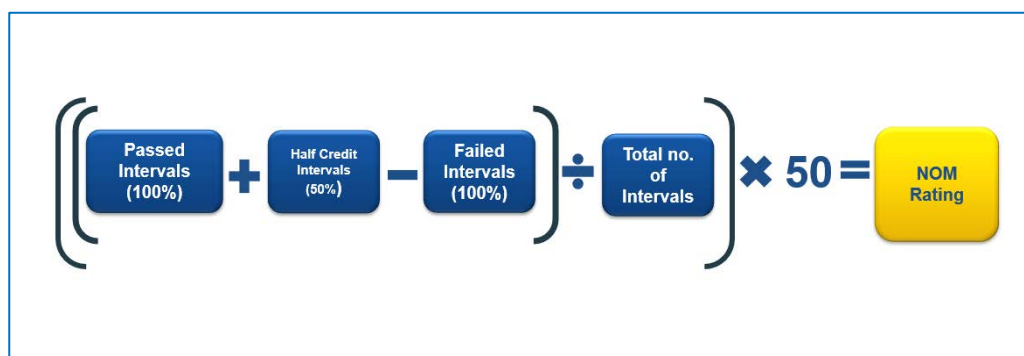 ((
Passed
Intervals
(100%)
+
Half Credit
Intervals
(50%)
−
Failed
Intervals
(100%)
)
÷
Total no.
of
Intervals
)
× 50 =
NOM
Rating